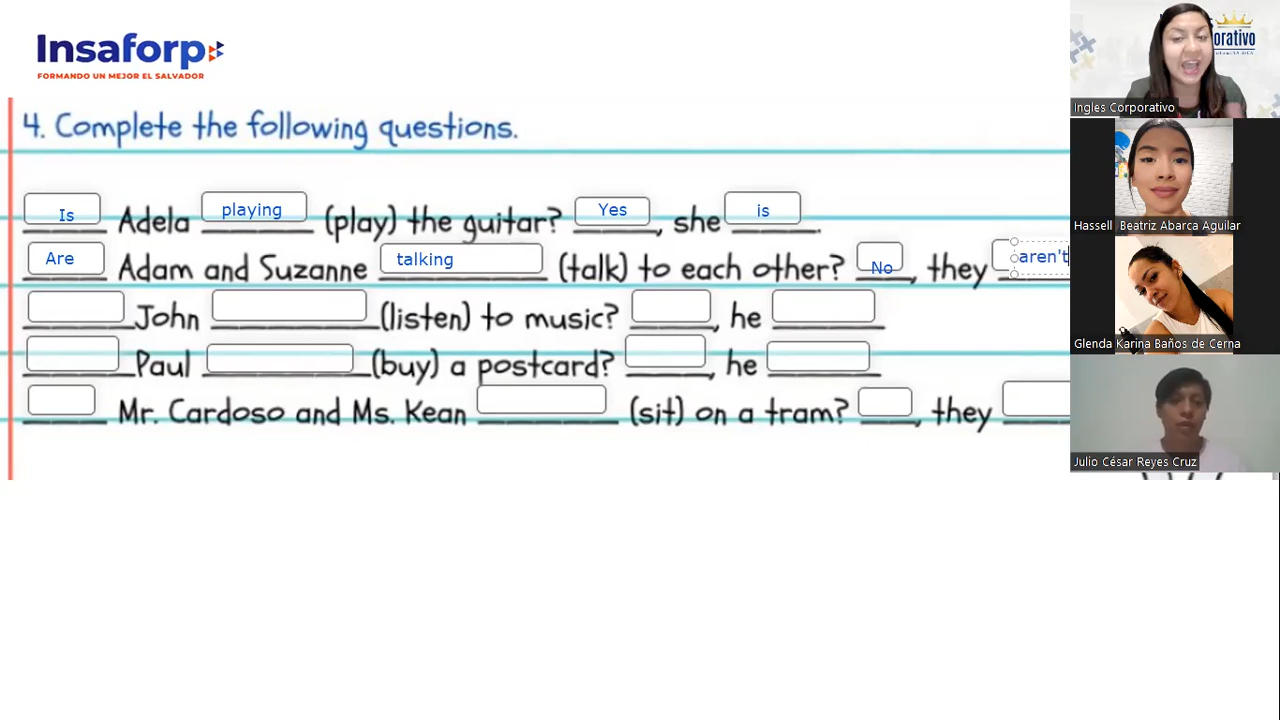 Insaforp
FORMANDO UN MEJOR EL SALVADOR
4. Complete the following questions.
Is Adela playing (play) the guitar? Yes, she is.
Are Adam and Suzanne talking (talk) to each other? No, they aren't
John (listen) to music? , he
Paul (buy) a postcard? , he
Mr. Cardoso and Ms. Kean (sit) on a tram? , they
orativo
Ingles Corporativo
Hassell Beatriz Abarca Aguilar
Glenda Karina Baños de Cerna
Julio César Reyes Cruz